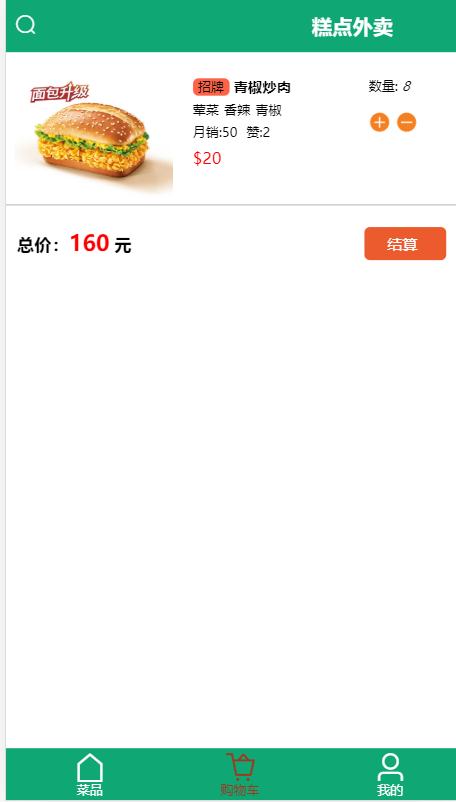 糕点外卖
面包升级
招牌 青椒炒肉
荤菜 香辣 青椒
月销:50 赞:2
$20
数量: 8
总价：160 元
结算
菜品
购物车
我的